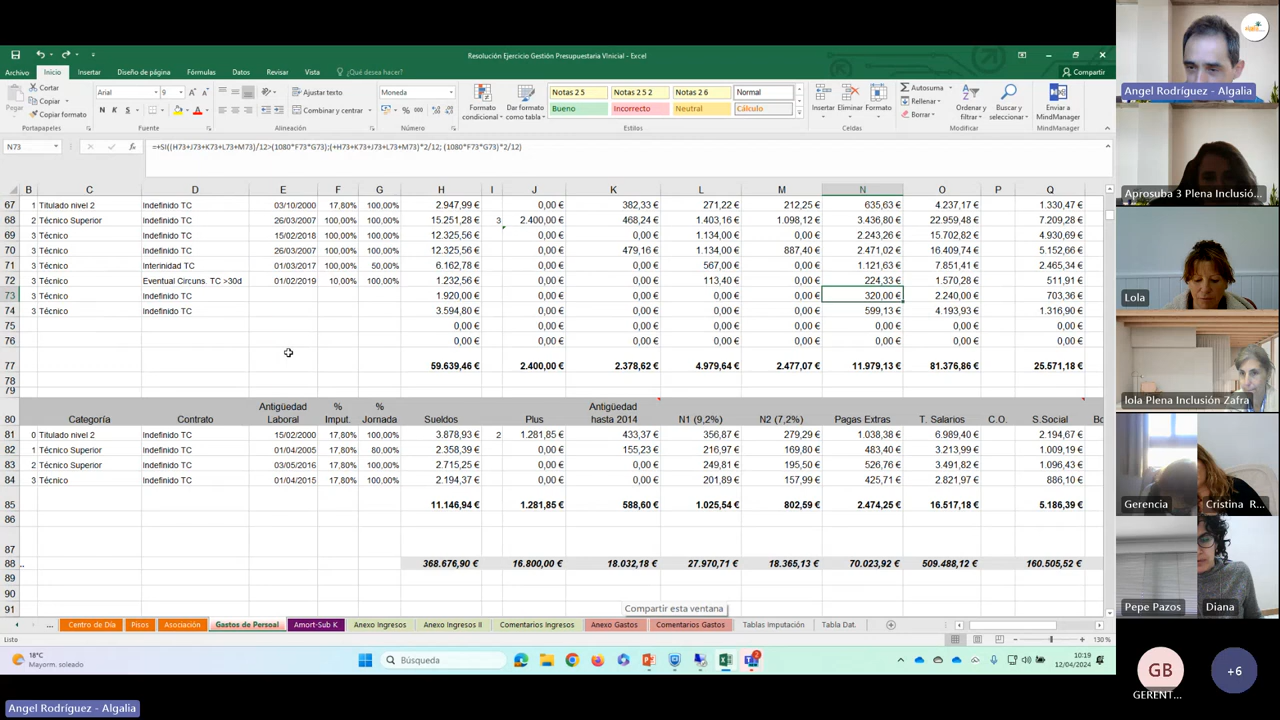 Resolución Ejercicio Gestión Presupuestaria VInicial - Excel
Archivo Inicio Insertar Diseño de página Fórmulas Datos Revisar Vista ¿Qué desea hacer? Compartir
Pegar
Cortar
Copiar
Copiar formato
Portapapeles
Arial 9
N K S
Fuente
Ajustar texto
Combinar y centrar
Alineación
Moneda
Número
Formato condicional
Dar formato como tabla
Notas 2 5 Notas 2 5 2 Notas 2 6 Normal
Bueno Incorrecto Neutral Cálculo
Estilos
Insertar Eliminar Formato
Celdas
Autosuma
Rellenar
Borrar
Ordenar y filtrar
Buscar y seleccionar
Modificar
Enviar a MindManager
MindManager
N73 =+SI((H73+J73+K73+L73+M73)/12>(1080*F73*G73);(+H73+K73+J73+L73+M73)*2/12; (1080*F73*G73)*2/12)
B C D E F G H I J K L M N O P Q
67 1 Titulado nivel 2 Indefinido TC 03/10/2000 17,80% 100,00% 2.947,99 € 0,00 € 382,33 € 271,22 € 212,25 € 635,63 € 4.237,17 € 1.330,47 €
68 2 Técnico Superior Indefinido TC 26/03/2007 100,00% 100,00% 15.251,28 € 3 2.400,00 € 468,24 € 1.403,16 € 1.098,12 € 3.436,80 € 22.959,48 € 7.209,28 €
69 3 Técnico Indefinido TC 15/02/2018 100,00% 100,00% 12.325,56 € 0,00 € 0,00 € 1.134,00 € 0,00 € 2.243,26 € 15.702,82 € 4.930,69 €
70 3 Técnico Indefinido TC 26/03/2007 100,00% 100,00% 12.325,56 € 0,00 € 479,16 € 1.134,00 € 887,40 € 2.471,02 € 16.409,74 € 5.152,66 €
71 3 Técnico Interinidad TC 01/03/2017 100,00% 50,00% 6.162,78 € 0,00 € 0,00 € 567,00 € 0,00 € 1.121,63 € 7.851,41 € 2.465,34 €
72 3 Técnico Eventual Circuns. TC >30d 01/02/2019 10,00% 100,00% 1.232,56 € 0,00 € 0,00 € 113,40 € 0,00 € 224,33 € 1.570,28 € 511,91 €
73 3 Técnico Indefinido TC 1.920,00 € 0,00 € 0,00 € 0,00 € 0,00 € 320,00 € 2.240,00 € 703,36 €
74 3 Técnico Indefinido TC 3.594,80 € 0,00 € 0,00 € 0,00 € 0,00 € 599,13 € 4.193,93 € 1.316,90 €
75 0,00 € 0,00 € 0,00 € 0,00 € 0,00 € 0,00 € 0,00 € 0,00 €
76 0,00 € 0,00 € 0,00 € 0,00 € 0,00 € 0,00 € 0,00 € 0,00 €
77 59.639,46 € 2.400,00 € 2.378,62 € 4.979,64 € 2.477,07 € 11.979,13 € 81.376,86 € 25.571,18 €
78
79
80 Categoría Contrato Antigüedad Laboral % Imput. % Jornada Sueldos Plus Antigüedad hasta 2014 N1 (9,2%) N2 (7,2%) Pagas Extras T. Salarios C.O. S.Social Bo
81 0 Titulado nivel 2 Indefinido TC 15/02/2000 17,80% 100,00% 3.878,93 € 2 1.281,85 € 433,37 € 356,87 € 279,29 € 1.038,38 € 6.989,40 € 2.194,67 €
82 1 Técnico Superior Indefinido TC 01/04/2005 17,80% 80,00% 2.358,39 € 0,00 € 155,23 € 216,97 € 169,80 € 483,40 € 3.213,99 € 1.009,19 €
83 2 Técnico Superior Indefinido TC 03/05/2016 17,80% 100,00% 2.715,25 € 0,00 € 0,00 € 249,81 € 195,50 € 526,76 € 3.491,82 € 1.096,43 €
84 3 Técnico Indefinido TC 01/04/2015 17,80% 100,00% 2.194,37 € 0,00 € 0,00 € 201,89 € 157,99 € 425,71 € 2.821,97 € 886,10 €
85 11.146,94 € 1.281,85 € 588,60 € 1.025,54 € 802,59 € 2.474,25 € 16.517,18 € 5.186,39 €
86
87
88 368.676,90 € 16.800,00 € 18.032,18 € 27.970,71 € 18.365,13 € 70.023,92 € 509.488,12 € 160.505,52 €
89
90
91
Compartir esta ventana
... Centro de Día Pisos Asociación Gastos de Persoal Amort-Sub K Anexo Ingresos Anexo Ingresos II Comentarios Ingresos Anexo Gastos Comentarios Gastos Tablas Imputación Tabla Dat.
Listo 130 %
18°C
Mayorm. soleado
Búsqueda
10:19
12/04/2024
Angel Rodríguez - Algalia
Angel Rodríguez - Algalia
Aprosuba 3 Plena Inclusió...
Lola
lola Plena Inclusión Zafra
Gerencia
Cristina R...
Pepe Pazos
Diana
GB
GERENT...
+6